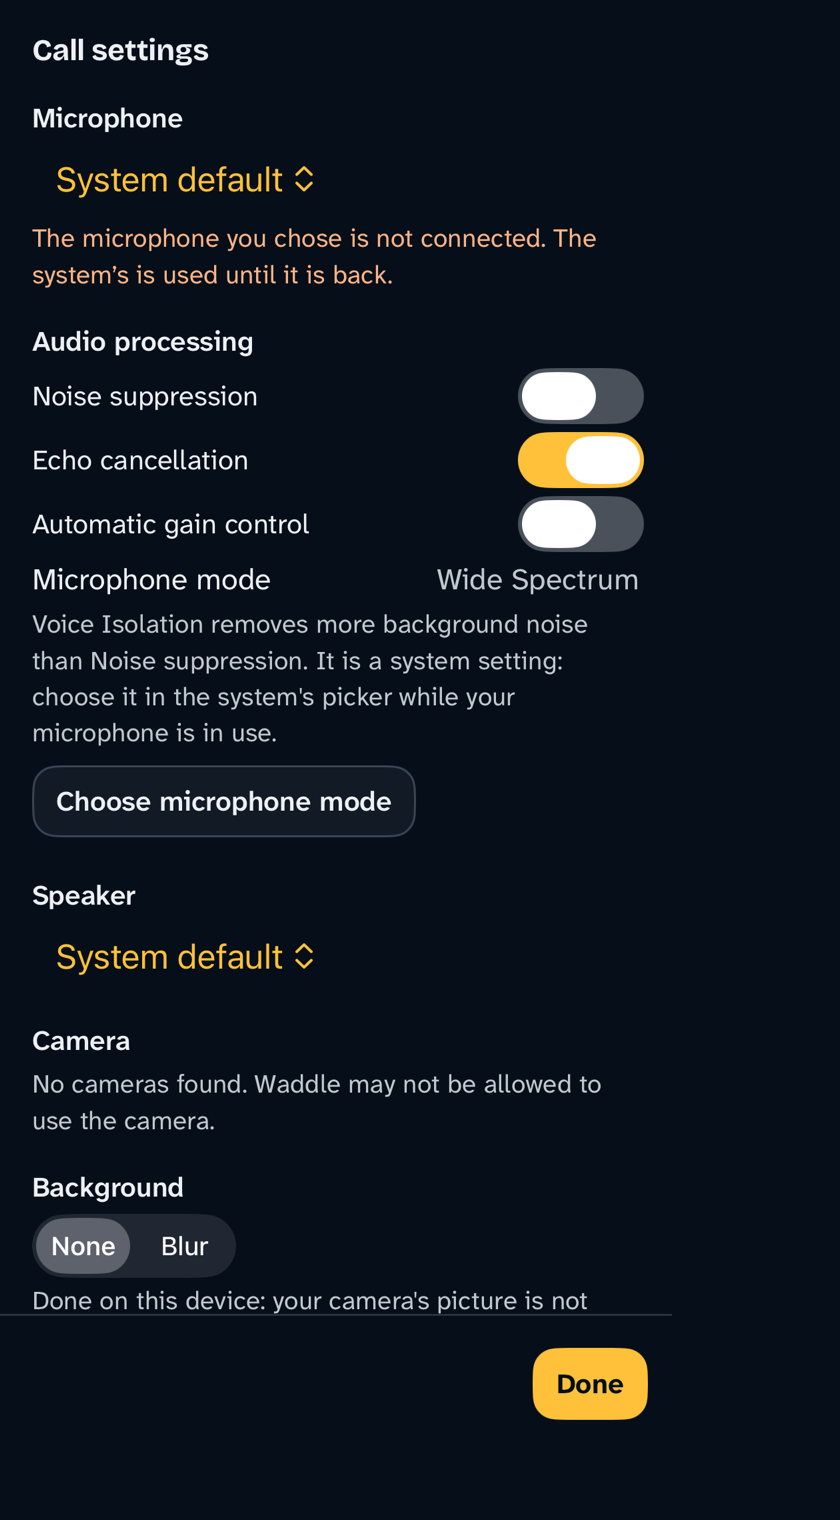 Call settings
Microphone
System default
The microphone you chose is not connected. The
system’s is used until it is back.
Audio processing
Noise suppression
Echo cancellation
Automatic gain control
Microphone mode Wide Spectrum
Voice Isolation removes more background noise
than Noise suppression. It is a system setting:
choose it in the system's picker while your
microphone is in use.
Choose microphone mode
Speaker
System default
Camera
No cameras found. Waddle may not be allowed to
use the camera.
Background
None Blur
Done on this device: your camera's picture is not
Done